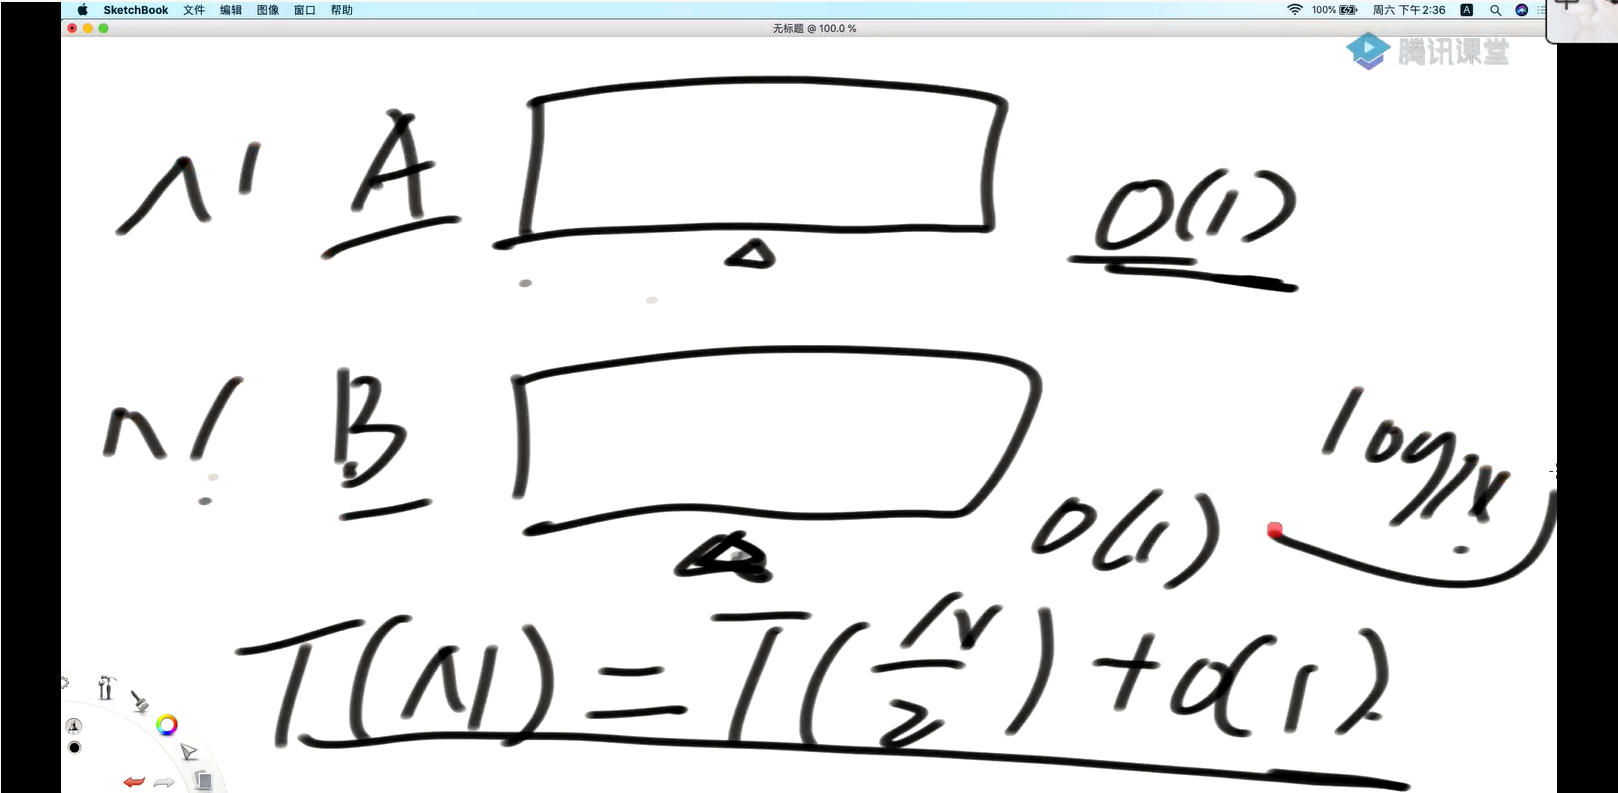 SketchBook 文件 编辑 图像 窗口 帮助 100% 周六 下午2:36 A
无标题 @ 100.0 %
腾讯课堂
N A O(1)
N B O(1) log N
T(N) = T(N/2) + O(1)